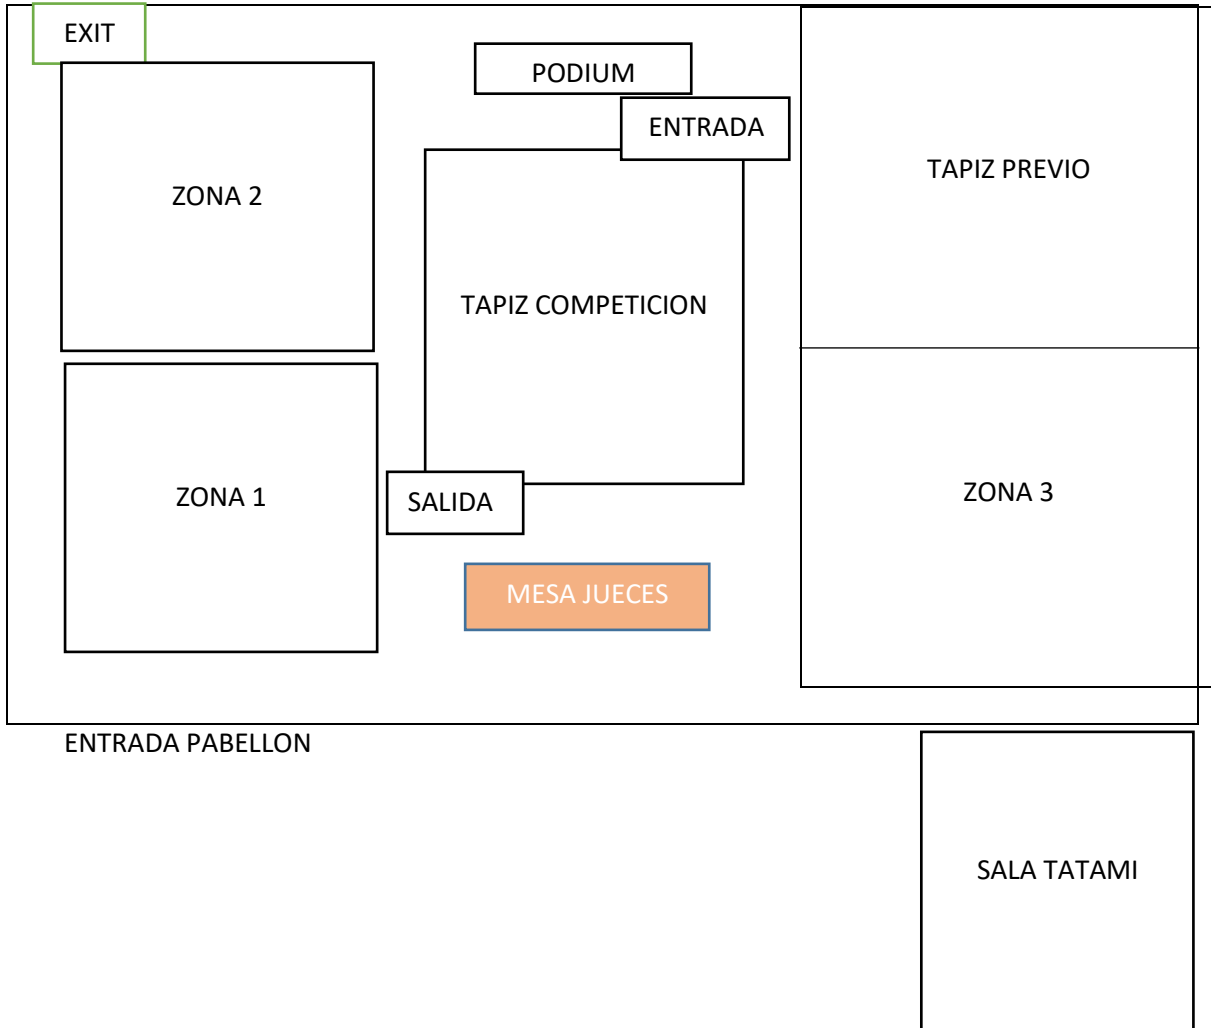 EXIT
PODIUM
ENTRADA
TAPIZ PREVIO
ZONA 2
TAPIZ COMPETICION
ZONA 1
SALIDA
ZONA 3
MESA JUECES
ENTRADA PABELLON
SALA TATAMI